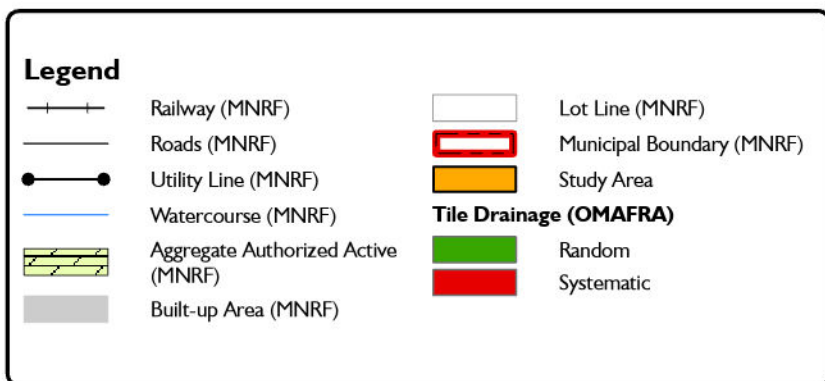 Legend
Railway (MNRF)
Roads (MNRF)
Utility Line (MNRF)
Watercourse (MNRF)
Aggregate Authorized Active
(MNRF)
Built-up Area (MNRF)
Lot Line (MNRF)
Municipal Boundary (MNRF)
Study Area
Tile Drainage (OMAFRA)
Random
Systematic